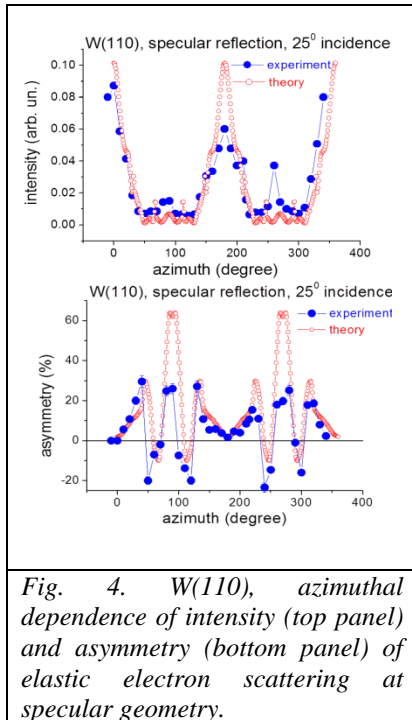 W(110), specular reflection, 25⁰ incidence
experiment
theory
0.10
0.08
0.06
0.04
0.02
0.00
intensity (arb. un.)
0 100 200 300 400
azimuth (degree)
W(110), specular reflection, 25⁰ incidence
experiment
theory
60
40
20
0
-20
asymmetry (%)
0 100 200 300 400
azimuth (degree)
Fig. 4. W(110), azimuthal
dependence of intensity (top panel)
and asymmetry (bottom panel) of
elastic electron scattering at
specular geometry.